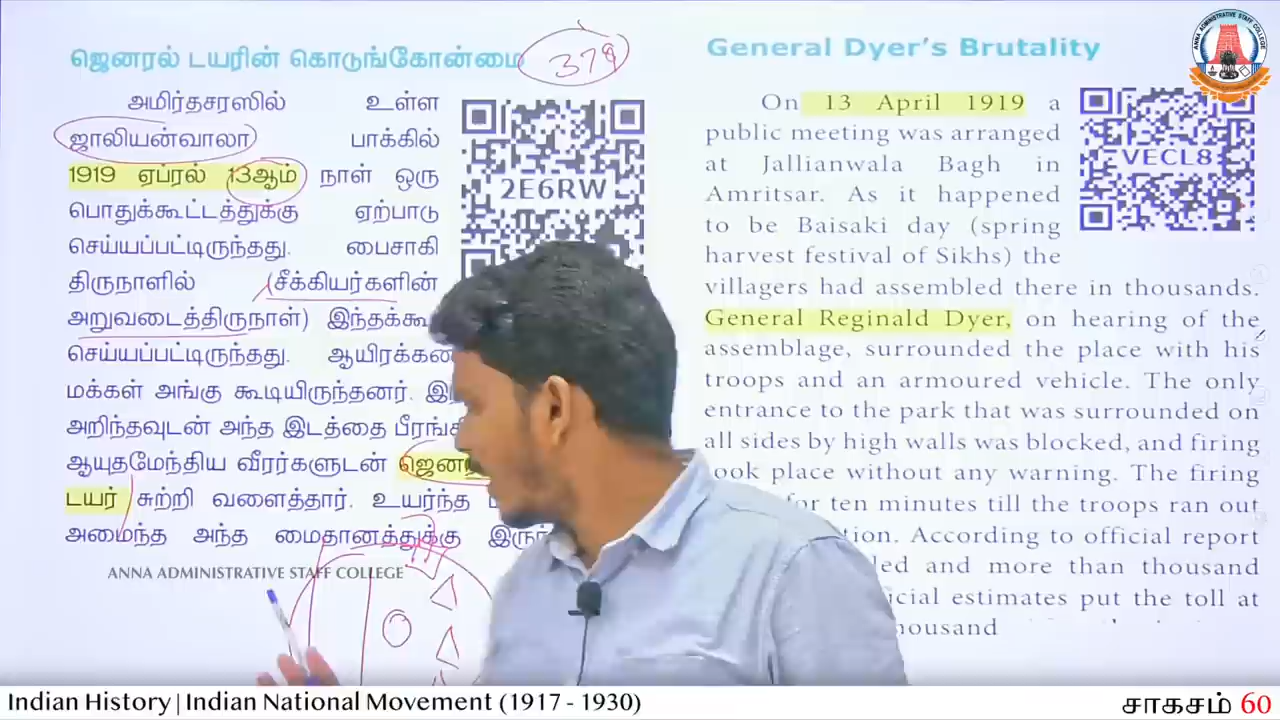 ஜெனரல் டயரின் கொடுங்கோன்மை
379
அமிர்தசரஸில் உள்ள
ஜாலியன்வாலா பாக்கில்
1919 ஏப்ரல் 13ஆம் நாள் ஒரு
பொதுக்கூட்டத்துக்கு ஏற்பாடு
செய்யப்பட்டிருந்தது. பைசாகி
திருநாளில் (சீக்கியர்களின்
அறுவடைத்திருநாள்)
செய்யப்பட்டிருந்தது.
மக்கள் அங்கு கூடியிருந்தனர்.
அறிந்தவுடன் அந்த இடத்தை
ஆயுதமேந்திய வீரர்களுடன்
டயர் சுற்றி வளைத்தார். உயர்ந்த
அமைந்த அந்த மைதானத்துக்கு
ANNA ADMINISTRATIVE STAFF COLLEGE
2E6RW
General Dyer's Brutality
On 13 April 1919 a
public meeting was arranged
at Jallianwala Bagh in
Amritsar. As it happened
to be Baisaki day (spring
harvest festival of Sikhs) the
villagers had assembled there in thousands.
General Reginald Dyer, on hearing of the
assemblage, surrounded the place with his
troops and an armoured vehicle. The only
entrance to the park that was surrounded on
all sides by high walls was blocked, and firing
took place without any warning. The firing
for ten minutes till the troops ran out
According to official report
and more than thousand
estimates put the toll at
VECL8
ANNA ADMINISTRATIVE STAFF COLLEGE
Indian History | Indian National Movement (1917 - 1930)
சாகசம் 60